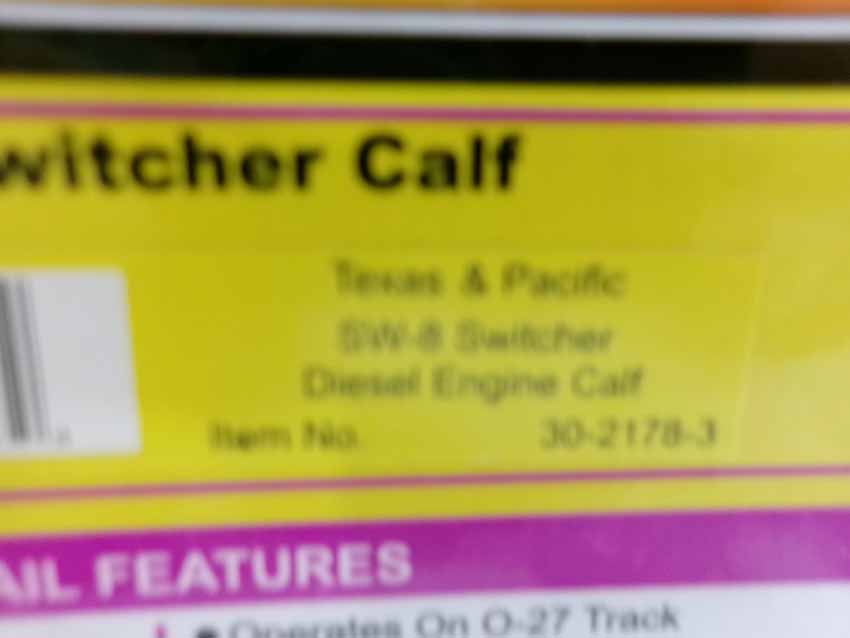 witcher Calf
Texas & Pacific
SW-8 Switcher
Diesel Engine Calf
Item No. 30-2178-3
AIL FEATURES
• Operates On O-27 Track